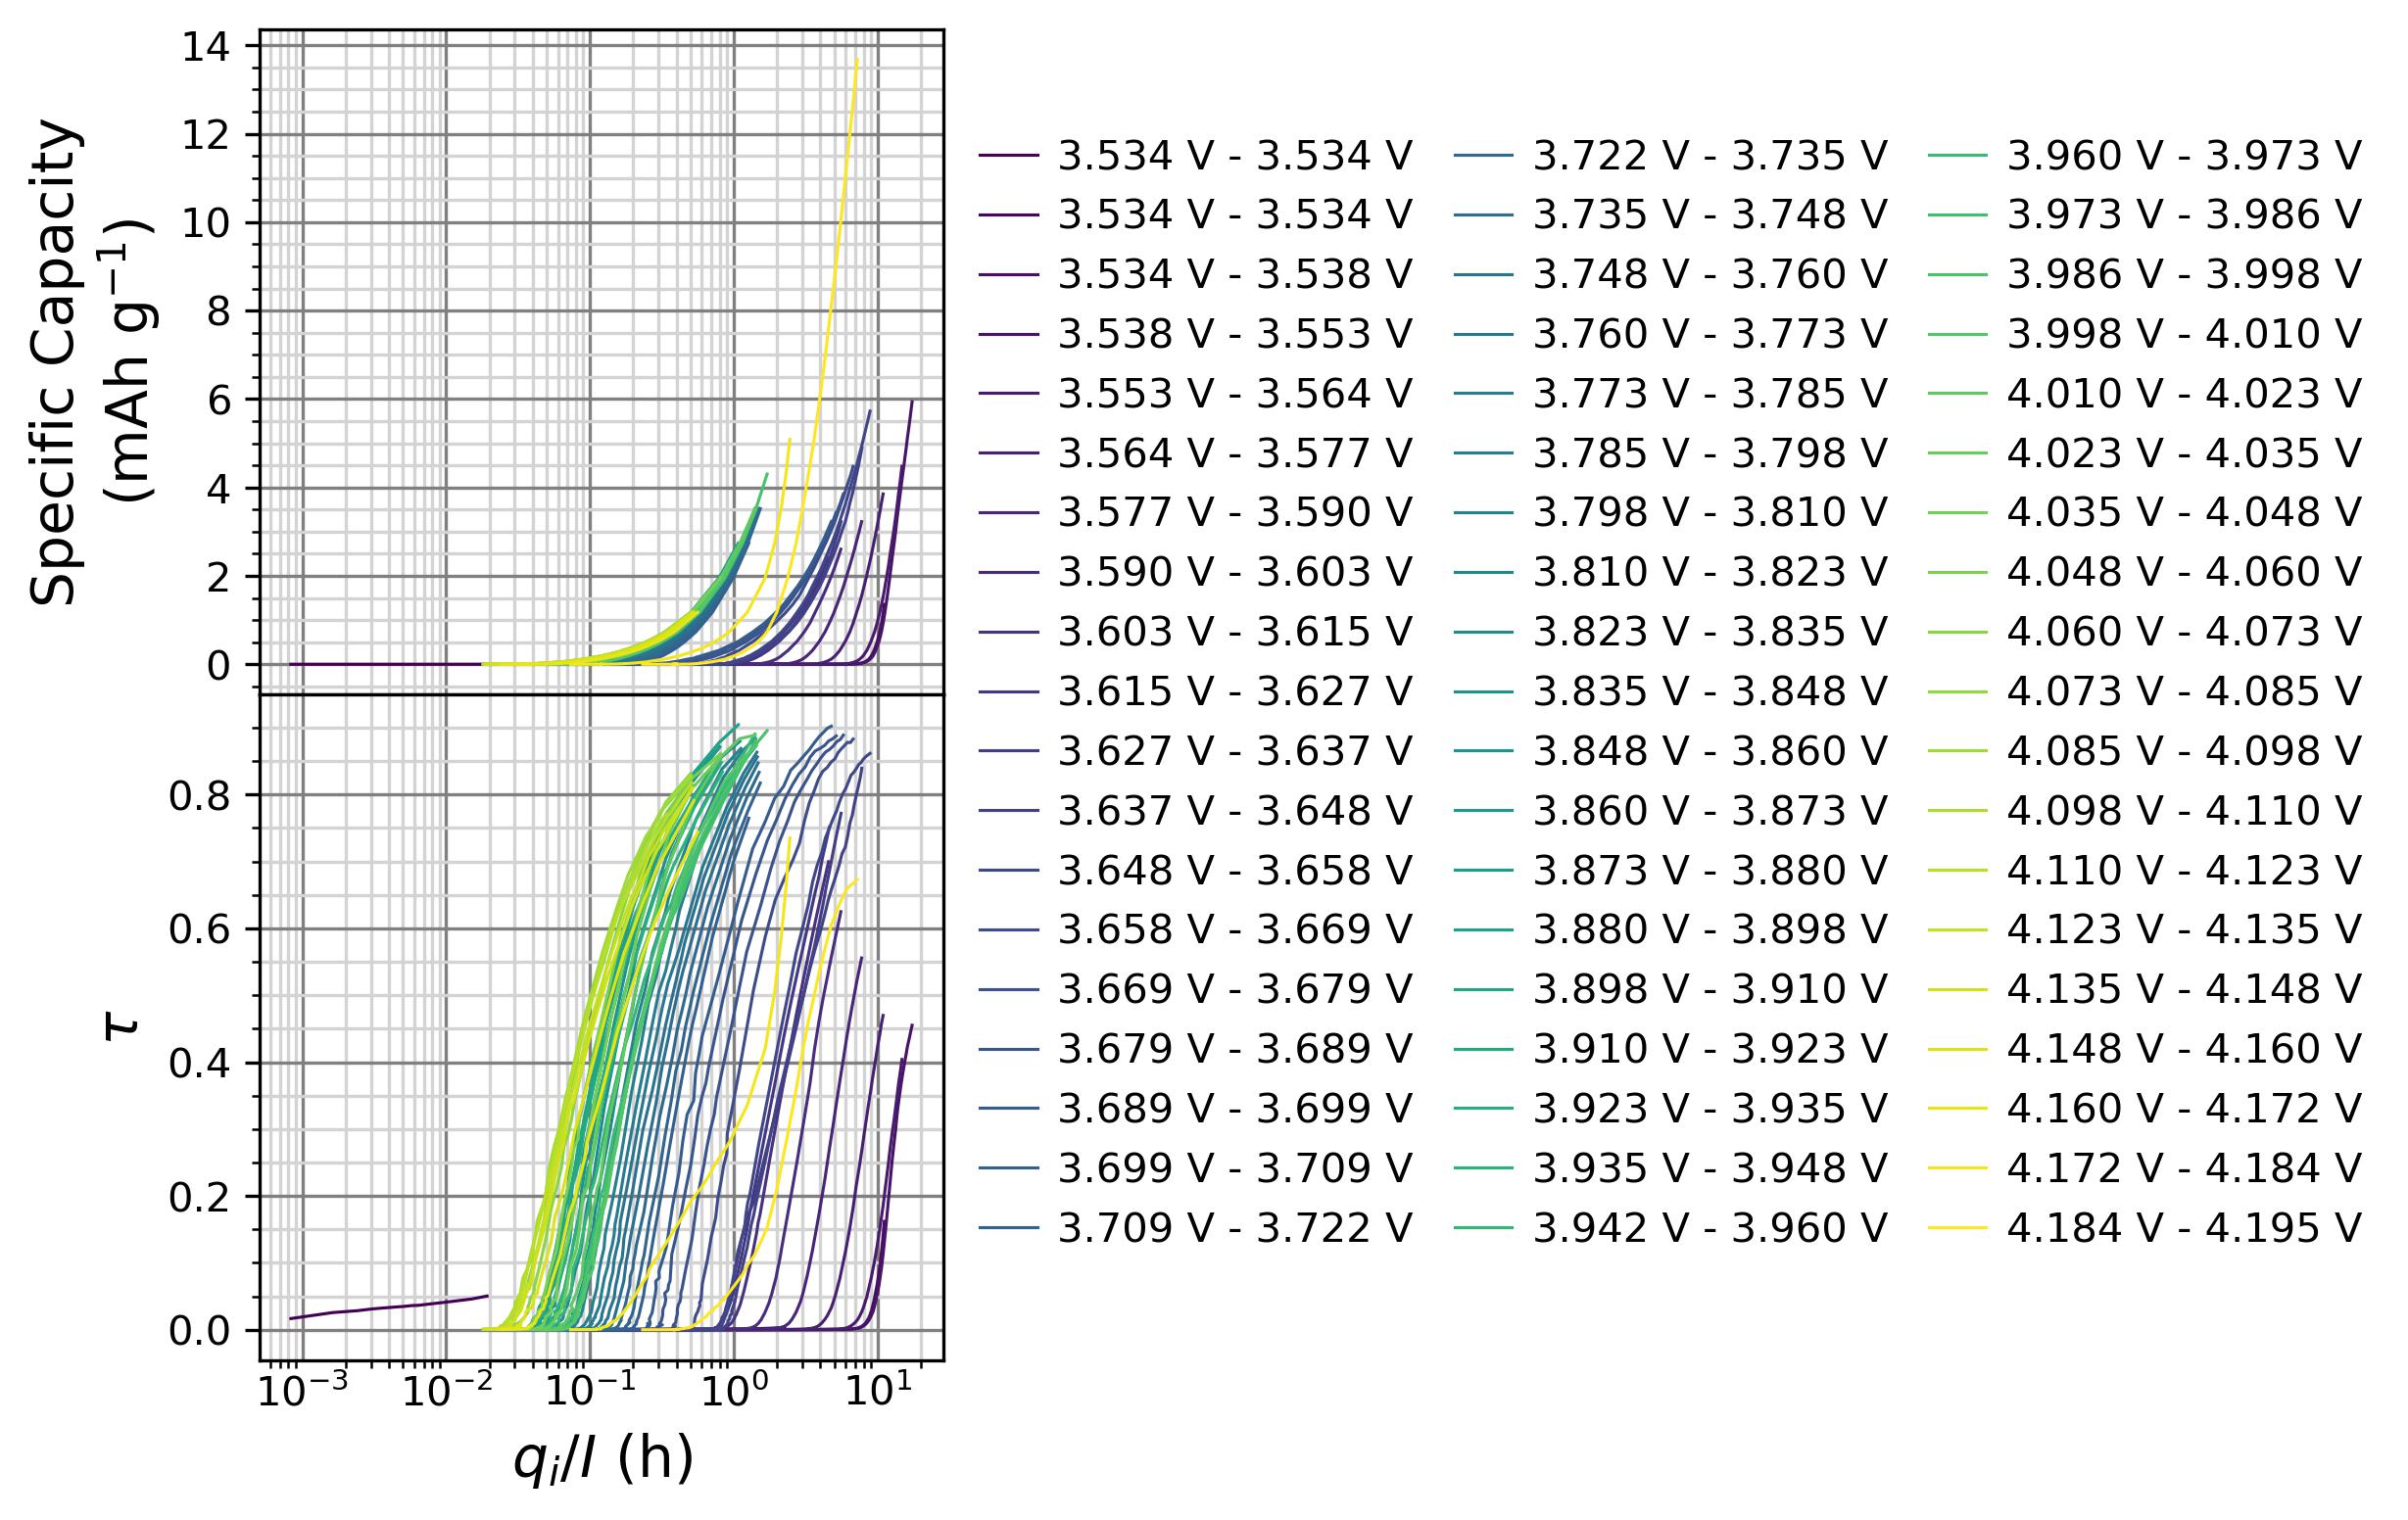 Specific Capacity
(mAh g⁻¹)
14
12
10
8
6
4
2
0
τ
0.8
0.6
0.4
0.2
0.0
10⁻³ 10⁻² 10⁻¹ 10⁰ 10¹
qᵢ/I (h)
3.534 V - 3.534 V
3.534 V - 3.534 V
3.534 V - 3.538 V
3.538 V - 3.553 V
3.553 V - 3.564 V
3.564 V - 3.577 V
3.577 V - 3.590 V
3.590 V - 3.603 V
3.603 V - 3.615 V
3.615 V - 3.627 V
3.627 V - 3.637 V
3.637 V - 3.648 V
3.648 V - 3.658 V
3.658 V - 3.669 V
3.669 V - 3.679 V
3.679 V - 3.689 V
3.689 V - 3.699 V
3.699 V - 3.709 V
3.709 V - 3.722 V
3.722 V - 3.735 V
3.735 V - 3.748 V
3.748 V - 3.760 V
3.760 V - 3.773 V
3.773 V - 3.785 V
3.785 V - 3.798 V
3.798 V - 3.810 V
3.810 V - 3.823 V
3.823 V - 3.835 V
3.835 V - 3.848 V
3.848 V - 3.860 V
3.860 V - 3.873 V
3.873 V - 3.880 V
3.880 V - 3.898 V
3.898 V - 3.910 V
3.910 V - 3.923 V
3.923 V - 3.935 V
3.935 V - 3.948 V
3.942 V - 3.960 V
3.960 V - 3.973 V
3.973 V - 3.986 V
3.986 V - 3.998 V
3.998 V - 4.010 V
4.010 V - 4.023 V
4.023 V - 4.035 V
4.035 V - 4.048 V
4.048 V - 4.060 V
4.060 V - 4.073 V
4.073 V - 4.085 V
4.085 V - 4.098 V
4.098 V - 4.110 V
4.110 V - 4.123 V
4.123 V - 4.135 V
4.135 V - 4.148 V
4.148 V - 4.160 V
4.160 V - 4.172 V
4.172 V - 4.184 V
4.184 V - 4.195 V